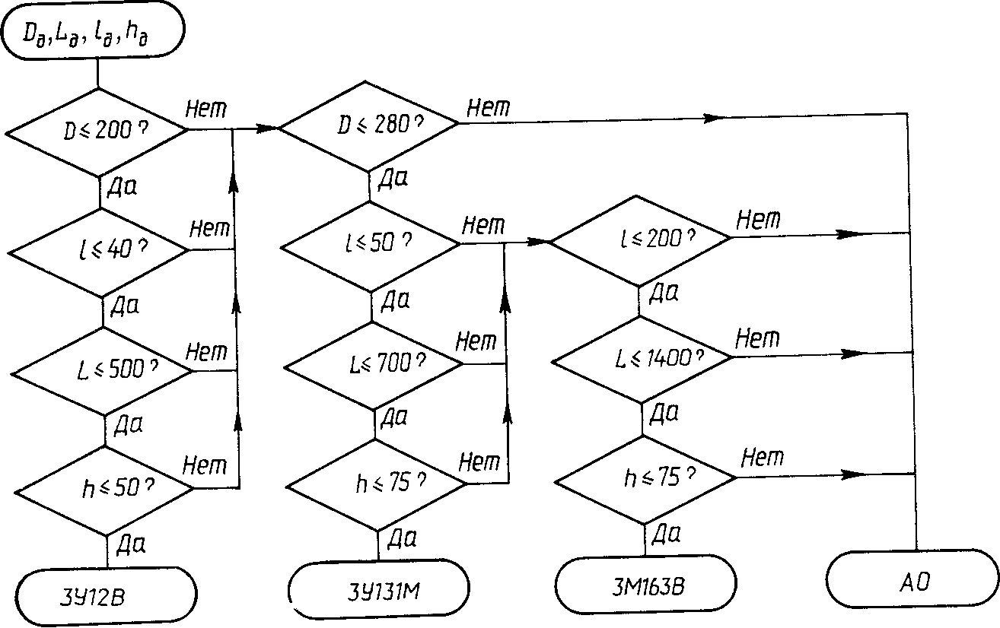 Dд, Lд, lд, hд
D ≤ 200 ?
Нет
Да
l ≤ 40 ?
Нет
Да
L ≤ 500 ?
Нет
Да
h ≤ 50 ?
Нет
Да
ЗУ12В
D ≤ 280 ?
Нет
Да
l ≤ 50 ?
Нет
Да
L ≤ 700 ?
Нет
Да
h ≤ 75 ?
Нет
Да
ЗУ131М
l ≤ 200 ?
Нет
Да
L ≤ 1400 ?
Нет
Да
h ≤ 75 ?
Нет
Да
3М163В
АО